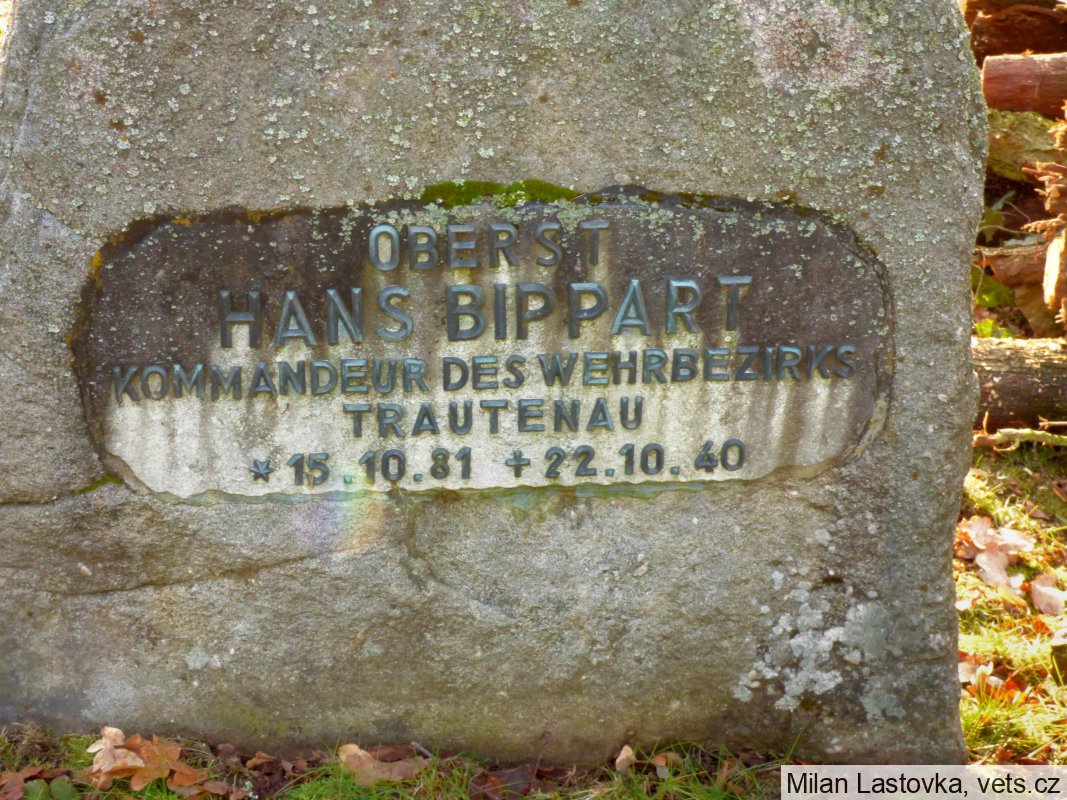 OBERST
HANS BIPPART
KOMMANDEUR DES WEHRBEZIRKS
TRAUTENAU
* 15.10.81 + 22.10.40
Milan Lastovka, vets.cz